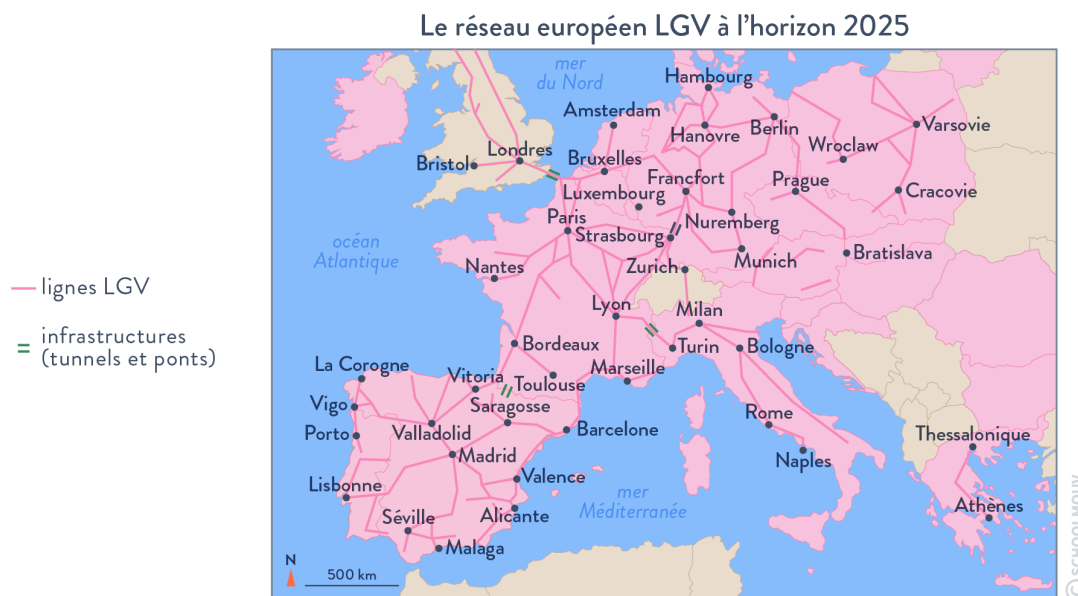 Le réseau européen LGV à l'horizon 2025
mer
du Nord
Hambourg
Amsterdam
Hanovre
Berlin
Varsovie
Wroclaw
Londres
Bristol
Bruxelles
Francfort
Luxembourg
Prague
Cracovie
Paris
Strasbourg
Nuremberg
océan
Atlantique
Nantes
Zurich
Munich
Bratislava
lignes LGV
infrastructures
(tunnels et ponts)
Lyon
Milan
Bordeaux
Turin
Bologne
La Corogne
Vitoria
Toulouse
Marseille
Vigo
Saragosse
Porto
Valladolid
Barcelone
Rome
Thessalonique
Madrid
Naples
Lisbonne
Valence
mer
Méditerranée
Séville
Alicante
Athènes
Malaga
N
500 km
© SCHOOLMOUV